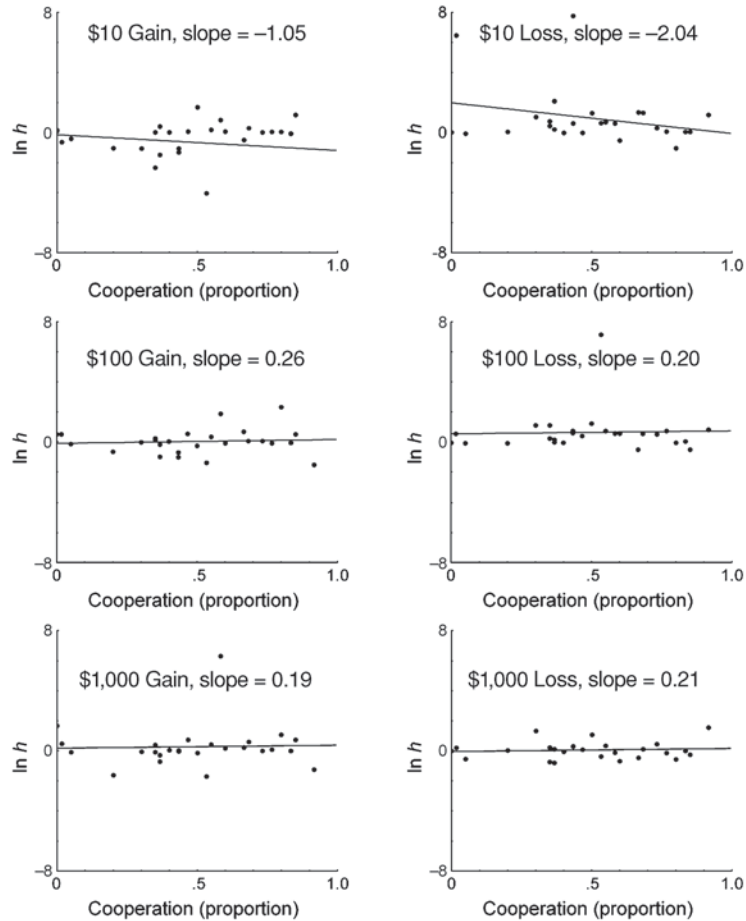 8
$10 Gain, slope = –1.05
ln h
0
–8
0 .5 1.0
Cooperation (proportion)
8
$10 Loss, slope = –2.04
ln h
0
-8
0 .5 1.0
Cooperation (proportion)
8
$100 Gain, slope = 0.26
ln h
0
–8
0 .5 1.0
Cooperation (proportion)
8
$100 Loss, slope = 0.20
ln h
0
–8
0 .5 1.0
Cooperation (proportion)
8
$1,000 Gain, slope = 0.19
ln h
0
–8
0 .5 1.0
Cooperation (proportion)
8
$1,000 Loss, slope = 0.21
ln h
0
–8
0 .5 1.0
Cooperation (proportion)